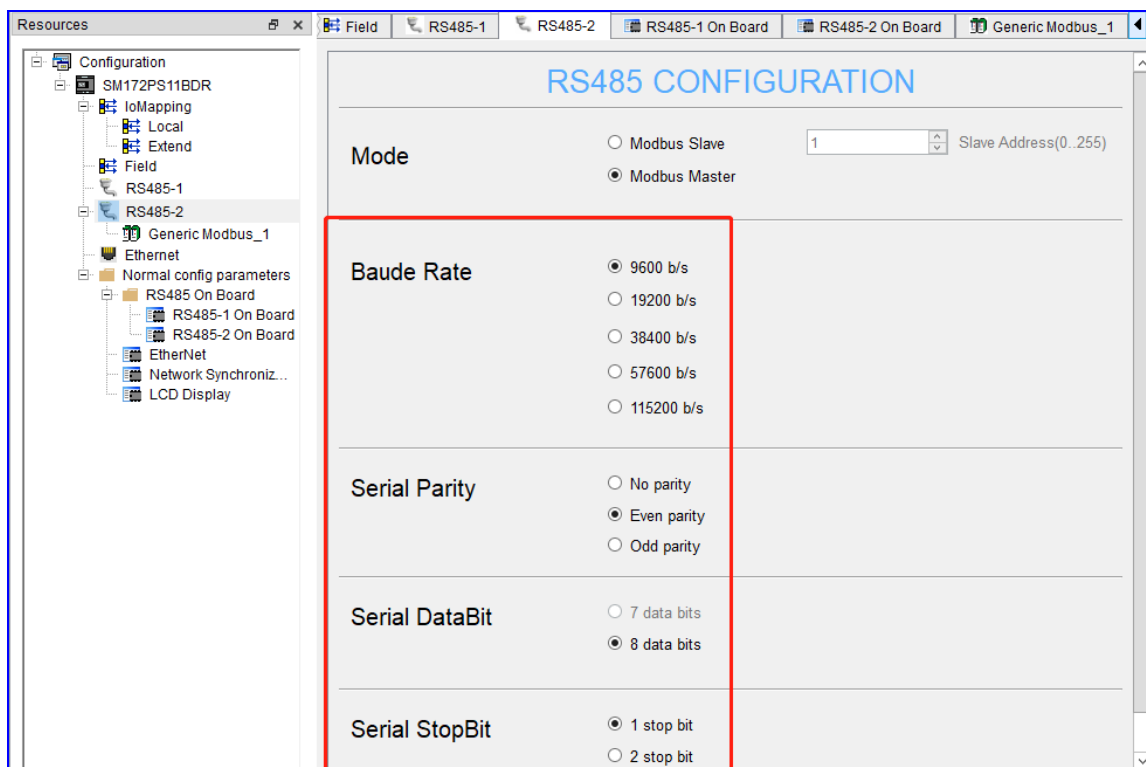 Resources
Configuration
SM172PS11BDR
IoMapping
Local
Extend
Field
RS485-1
RS485-2
Generic Modbus_1
Ethernet
Normal config parameters
RS485 On Board
RS485-1 On Board
RS485-2 On Board
EtherNet
Network Synchroniz...
LCD Display
Field RS485-1 RS485-2 RS485-1 On Board RS485-2 On Board Generic Modbus_1
RS485 CONFIGURATION
Mode
Modbus Slave 1 Slave Address(0..255)
Modbus Master
Baude Rate
9600 b/s
19200 b/s
38400 b/s
57600 b/s
115200 b/s
Serial Parity
No parity
Even parity
Odd parity
Serial DataBit
7 data bits
8 data bits
Serial StopBit
1 stop bit
2 stop bit